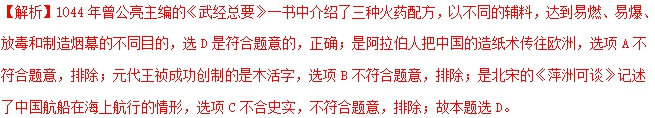 【解析】1044年曾公亮主编的《武经总要》一书中介绍了三种火药配方，以不同的辅料，达到易燃、易爆、
放毒和制造烟幕的不同目的，选 D 是符合题意的，正确；是阿拉伯人把中国的造纸术传往欧洲，选项 A 不
符合题意，排除；元代王祯成功创制的是木活字，选项 B 不符合题意，排除；是北宋的《萍洲可谈》记述
了中国航船在海上航行的情形，选项 C 不合史实，不符合题意，排除；故本题选 D。